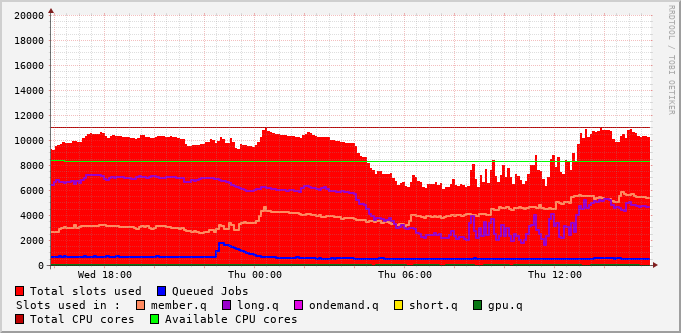 20000
18000
16000
14000
12000
10000
8000
6000
4000
2000
0
Wed 18:00 Thu 00:00 Thu 06:00 Thu 12:00
Total slots used Queued Jobs
Slots used in : member.q long.q ondemand.q short.q gpu.q
Total CPU cores Available CPU cores
RRDTOOL / TOBI OETIKER